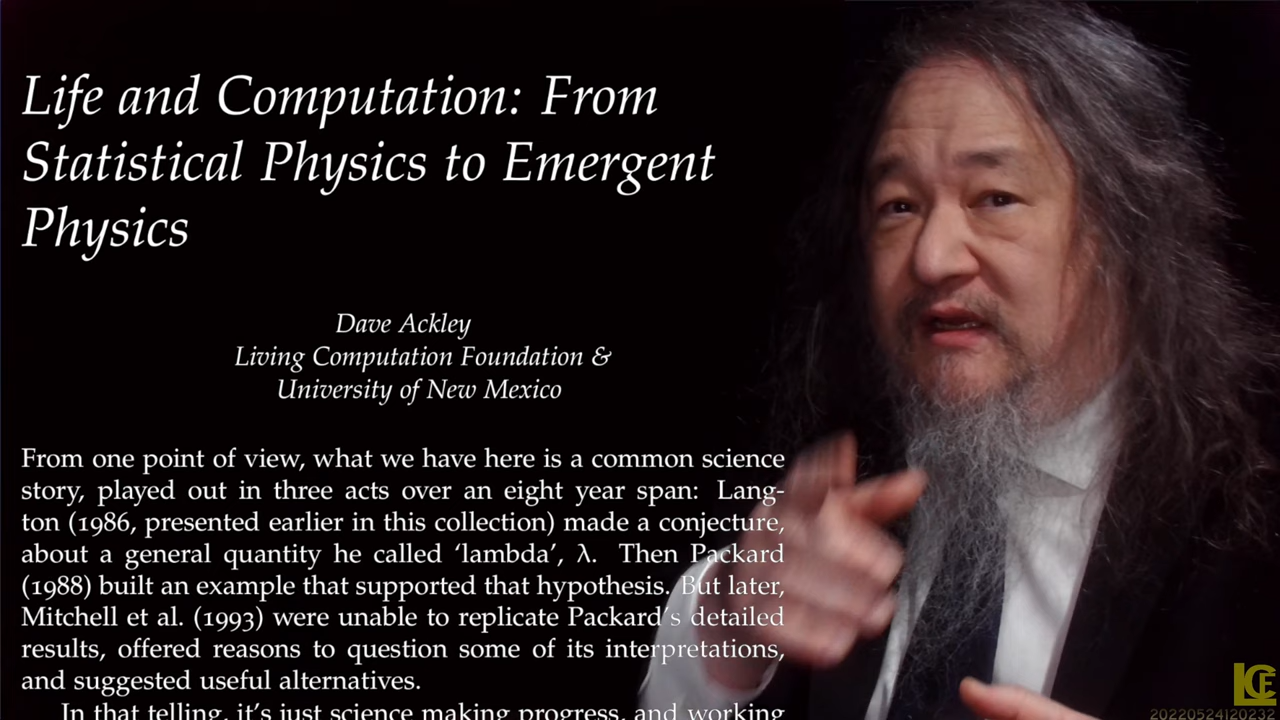 Life and Computation: From
Statistical Physics to Emergent
Physics
Dave Ackley
Living Computation Foundation &
University of New Mexico
From one point of view, what we have here is a common science
story, played out in three acts over an eight year span: Lang-
ton (1986, presented earlier in this collection) made a conjecture,
about a general quantity he called ‘lambda’, λ. Then Packard
(1988) built an example that supported that hypothesis. But later,
Mitchell et al. (1993) were unable to replicate Packard’s detailed
results, offered reasons to question some of its interpretations,
and suggested useful alternatives.
In that telling, it’s just science making progress, and working
LCF
20220524120232